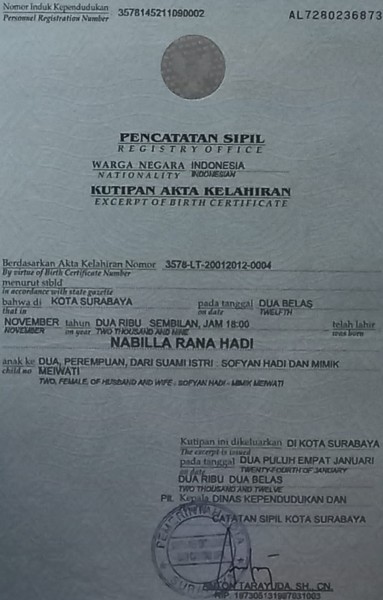 Nomor Induk Kependudukan 3578145211090002
Personnel Registration Number
AL7280236873
PENCATATAN SIPIL
REGISTRY OFFICE
WARGA NEGARA INDONESIA
NATIONALITY INDONESIAN
KUTIPAN AKTA KELAHIRAN
EXCERPT OF BIRTH CERTIFICATE
Berdasarkan Akta Kelahiran Nomor 3578-LT-20012012-0004
By virtue of Birth Certificate Number
menurut stbld
in accordance with state gazette
bahwa di KOTA SURABAYA pada tanggal DUA BELAS
that in on date TWELFTH
NOVEMBER tahun DUA RIBU SEMBILAN, JAM 18:00 telah lahir
NOVEMBER on year TWO THOUSAND AND NINE was born
NABILLA RANA HADI
anak ke DUA, PEREMPUAN, DARI SUAMI ISTRI : SOFYAN HADI DAN MIMIK
child no MEIWATI
TWO, FEMALE, OF HUSBAND AND WIFE : SOFYAN HADI - MIMIK MEIWATI
Kutipan ini dikeluarkan DI KOTA SURABAYA
The excerpt is issued
pada tanggal DUA PULUH EMPAT JANUARI
on date TWENTY-FOURTH OF JANUARY
DUA RIBU DUA BELAS
TWO THOUSAND AND TWELVE
Plt. Kepala DINAS KEPENDUDUKAN DAN
CATATAN SIPIL KOTA SURABAYA
TARAYUDA, SH., CN.